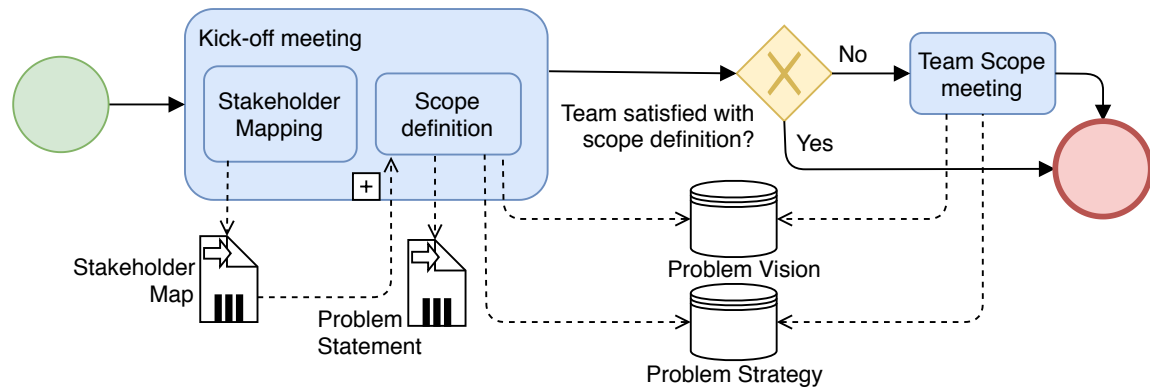 Kick-off meeting
Stakeholder
Mapping
Scope
definition
Team satisfied with
scope definition?
No
Yes
Team Scope
meeting
Stakeholder
Map
Problem
Statement
Problem Vision
Problem Strategy